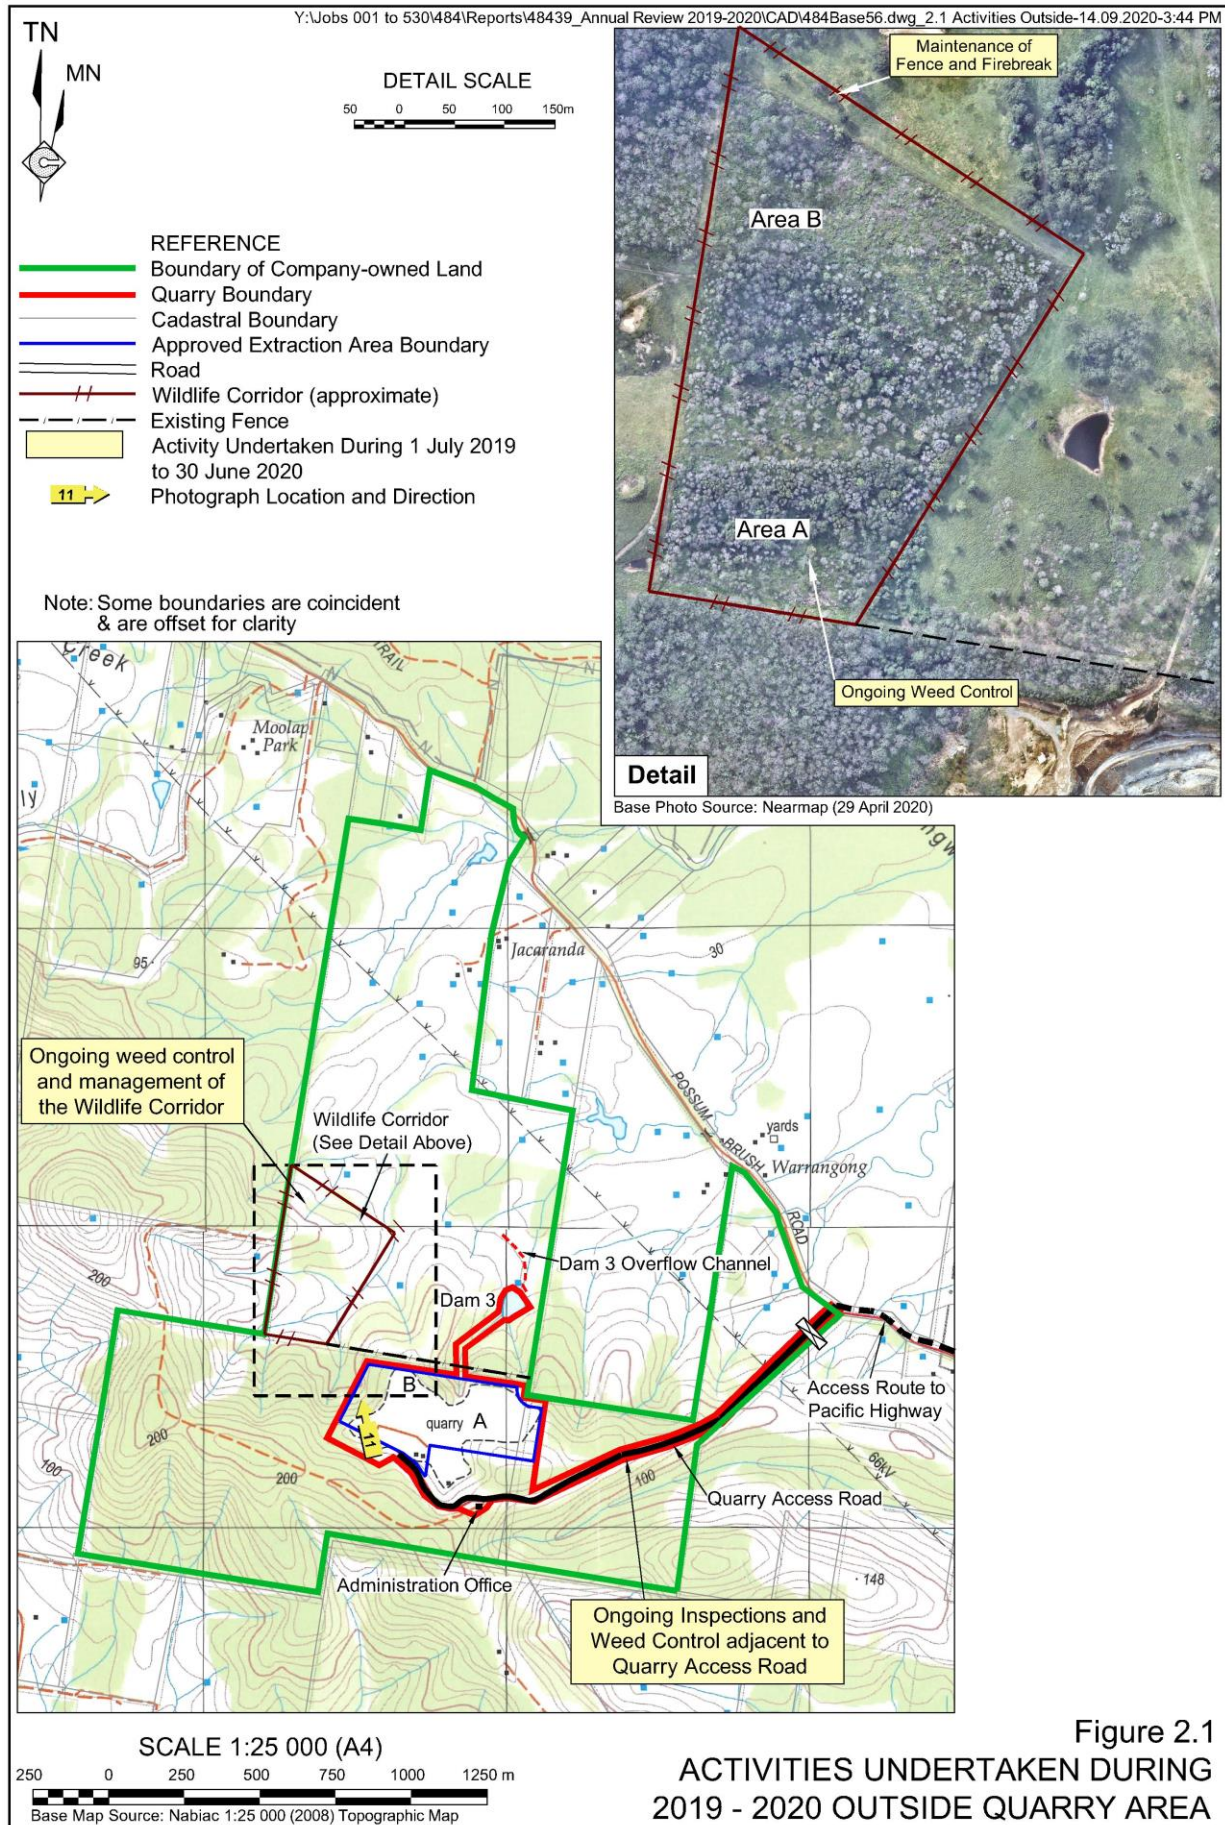 Y:\Jobs 001 to 530\484\Reports\48439_Annual Review 2019-2020\CAD\484Base56.dwg_2.1 Activities Outside-14.09.2020-3:44 PM
TN
MN
DETAIL SCALE
50 0 50 100 150m
REFERENCE
Boundary of Company-owned Land
Quarry Boundary
Cadastral Boundary
Approved Extraction Area Boundary
Road
Wildlife Corridor (approximate)
Existing Fence
Activity Undertaken During 1 July 2019
to 30 June 2020
11
Photograph Location and Direction
Note: Some boundaries are coincident
& are offset for clarity
Maintenance of
Fence and Firebreak
Area B
Area A
Ongoing Weed Control
Detail
Base Photo Source: Nearmap (29 April 2020)
Creek
TRAIL
N
N
N
N
Moolap
Park
ly
ngw
95
Jacaranda
30
Ongoing weed control
and management of
the Wildlife Corridor
Wildlife Corridor
(See Detail Above)
POSSUM
BRUSH
ROAD
yards
Warrangong
200
Dam 3 Overflow Channel
Dam 3
B
quarry
A
11
200
100
200
100
Access Route to
Pacific Highway
66kV
Quarry Access Road
148
Administration Office
Ongoing Inspections and
Weed Control adjacent to
Quarry Access Road
SCALE 1:25 000 (A4)
250 0 250 500 750 1000 1250 m
Base Map Source: Nabiac 1:25 000 (2008) Topographic Map
Figure 2.1
ACTIVITIES UNDERTAKEN DURING
2019 - 2020 OUTSIDE QUARRY AREA